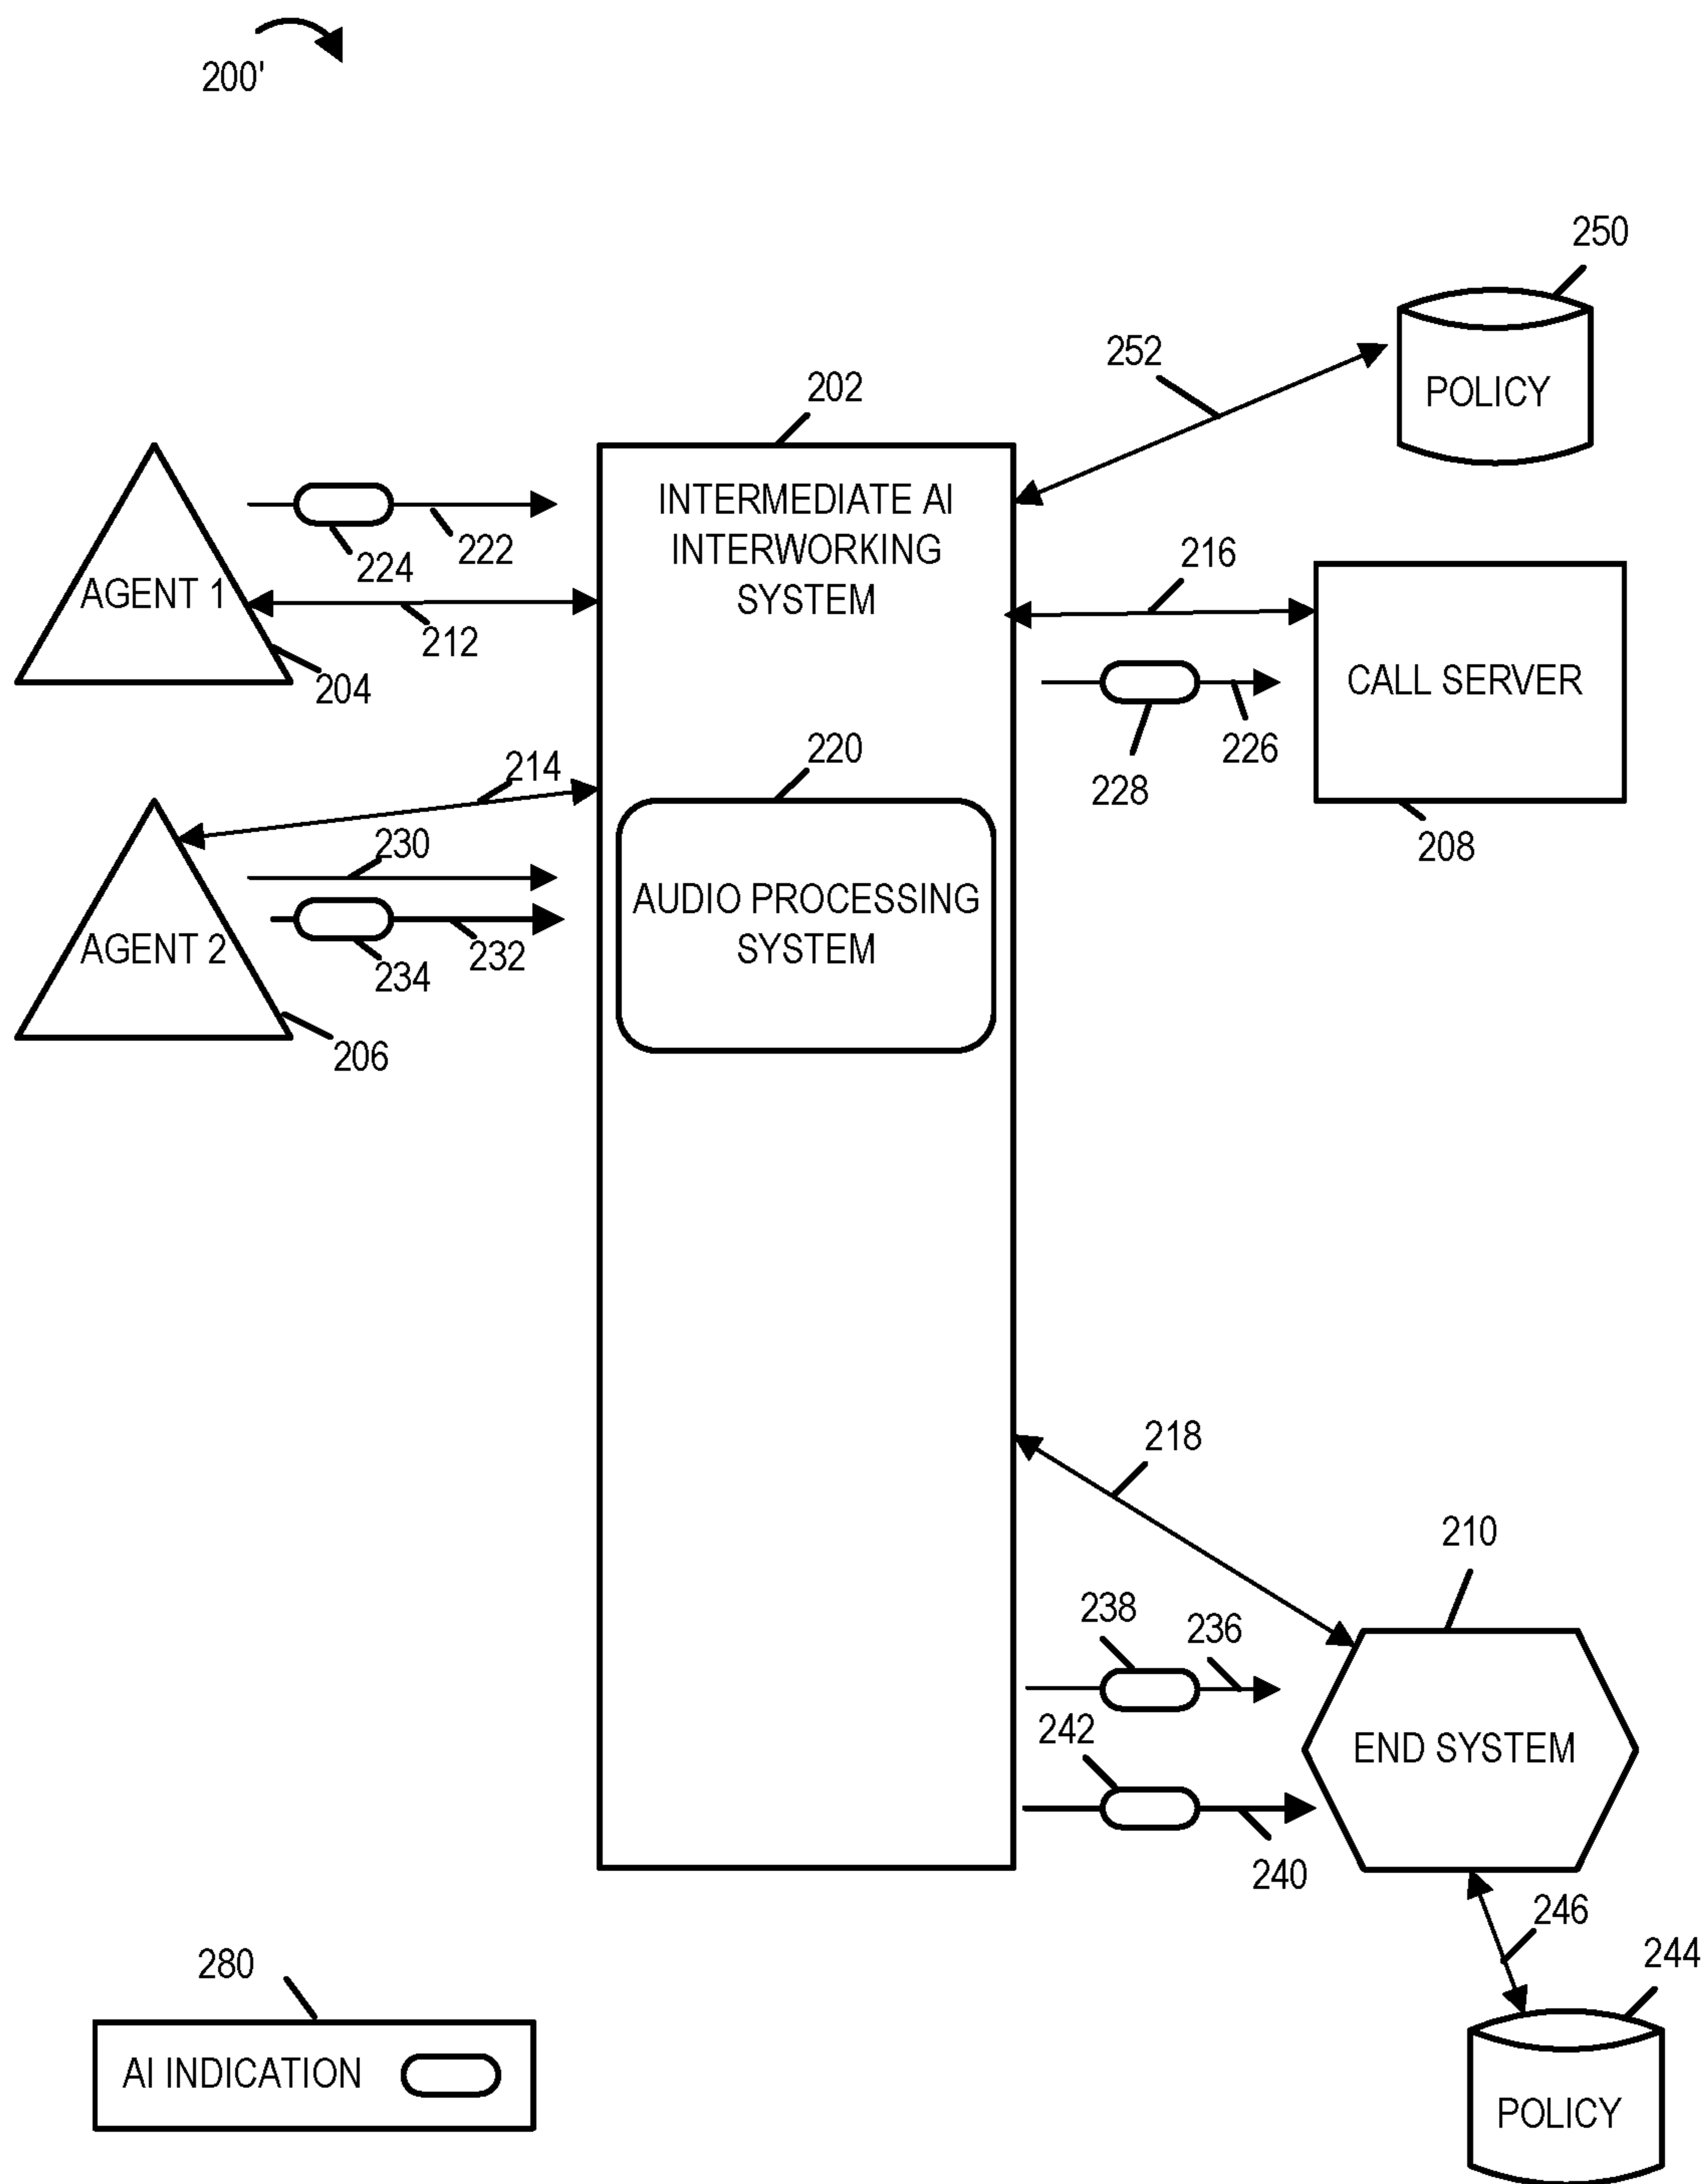 200'
250
252
POLICY
202
INTERMEDIATE AI
INTERWORKING
SYSTEM
224
222
AGENT 1
212
204
216
CALL SERVER
228
226
208
214
220
230
AUDIO PROCESSING
SYSTEM
AGENT 2
234
232
206
218
210
238
236
242
END SYSTEM
240
246
244
280
AI INDICATION
POLICY